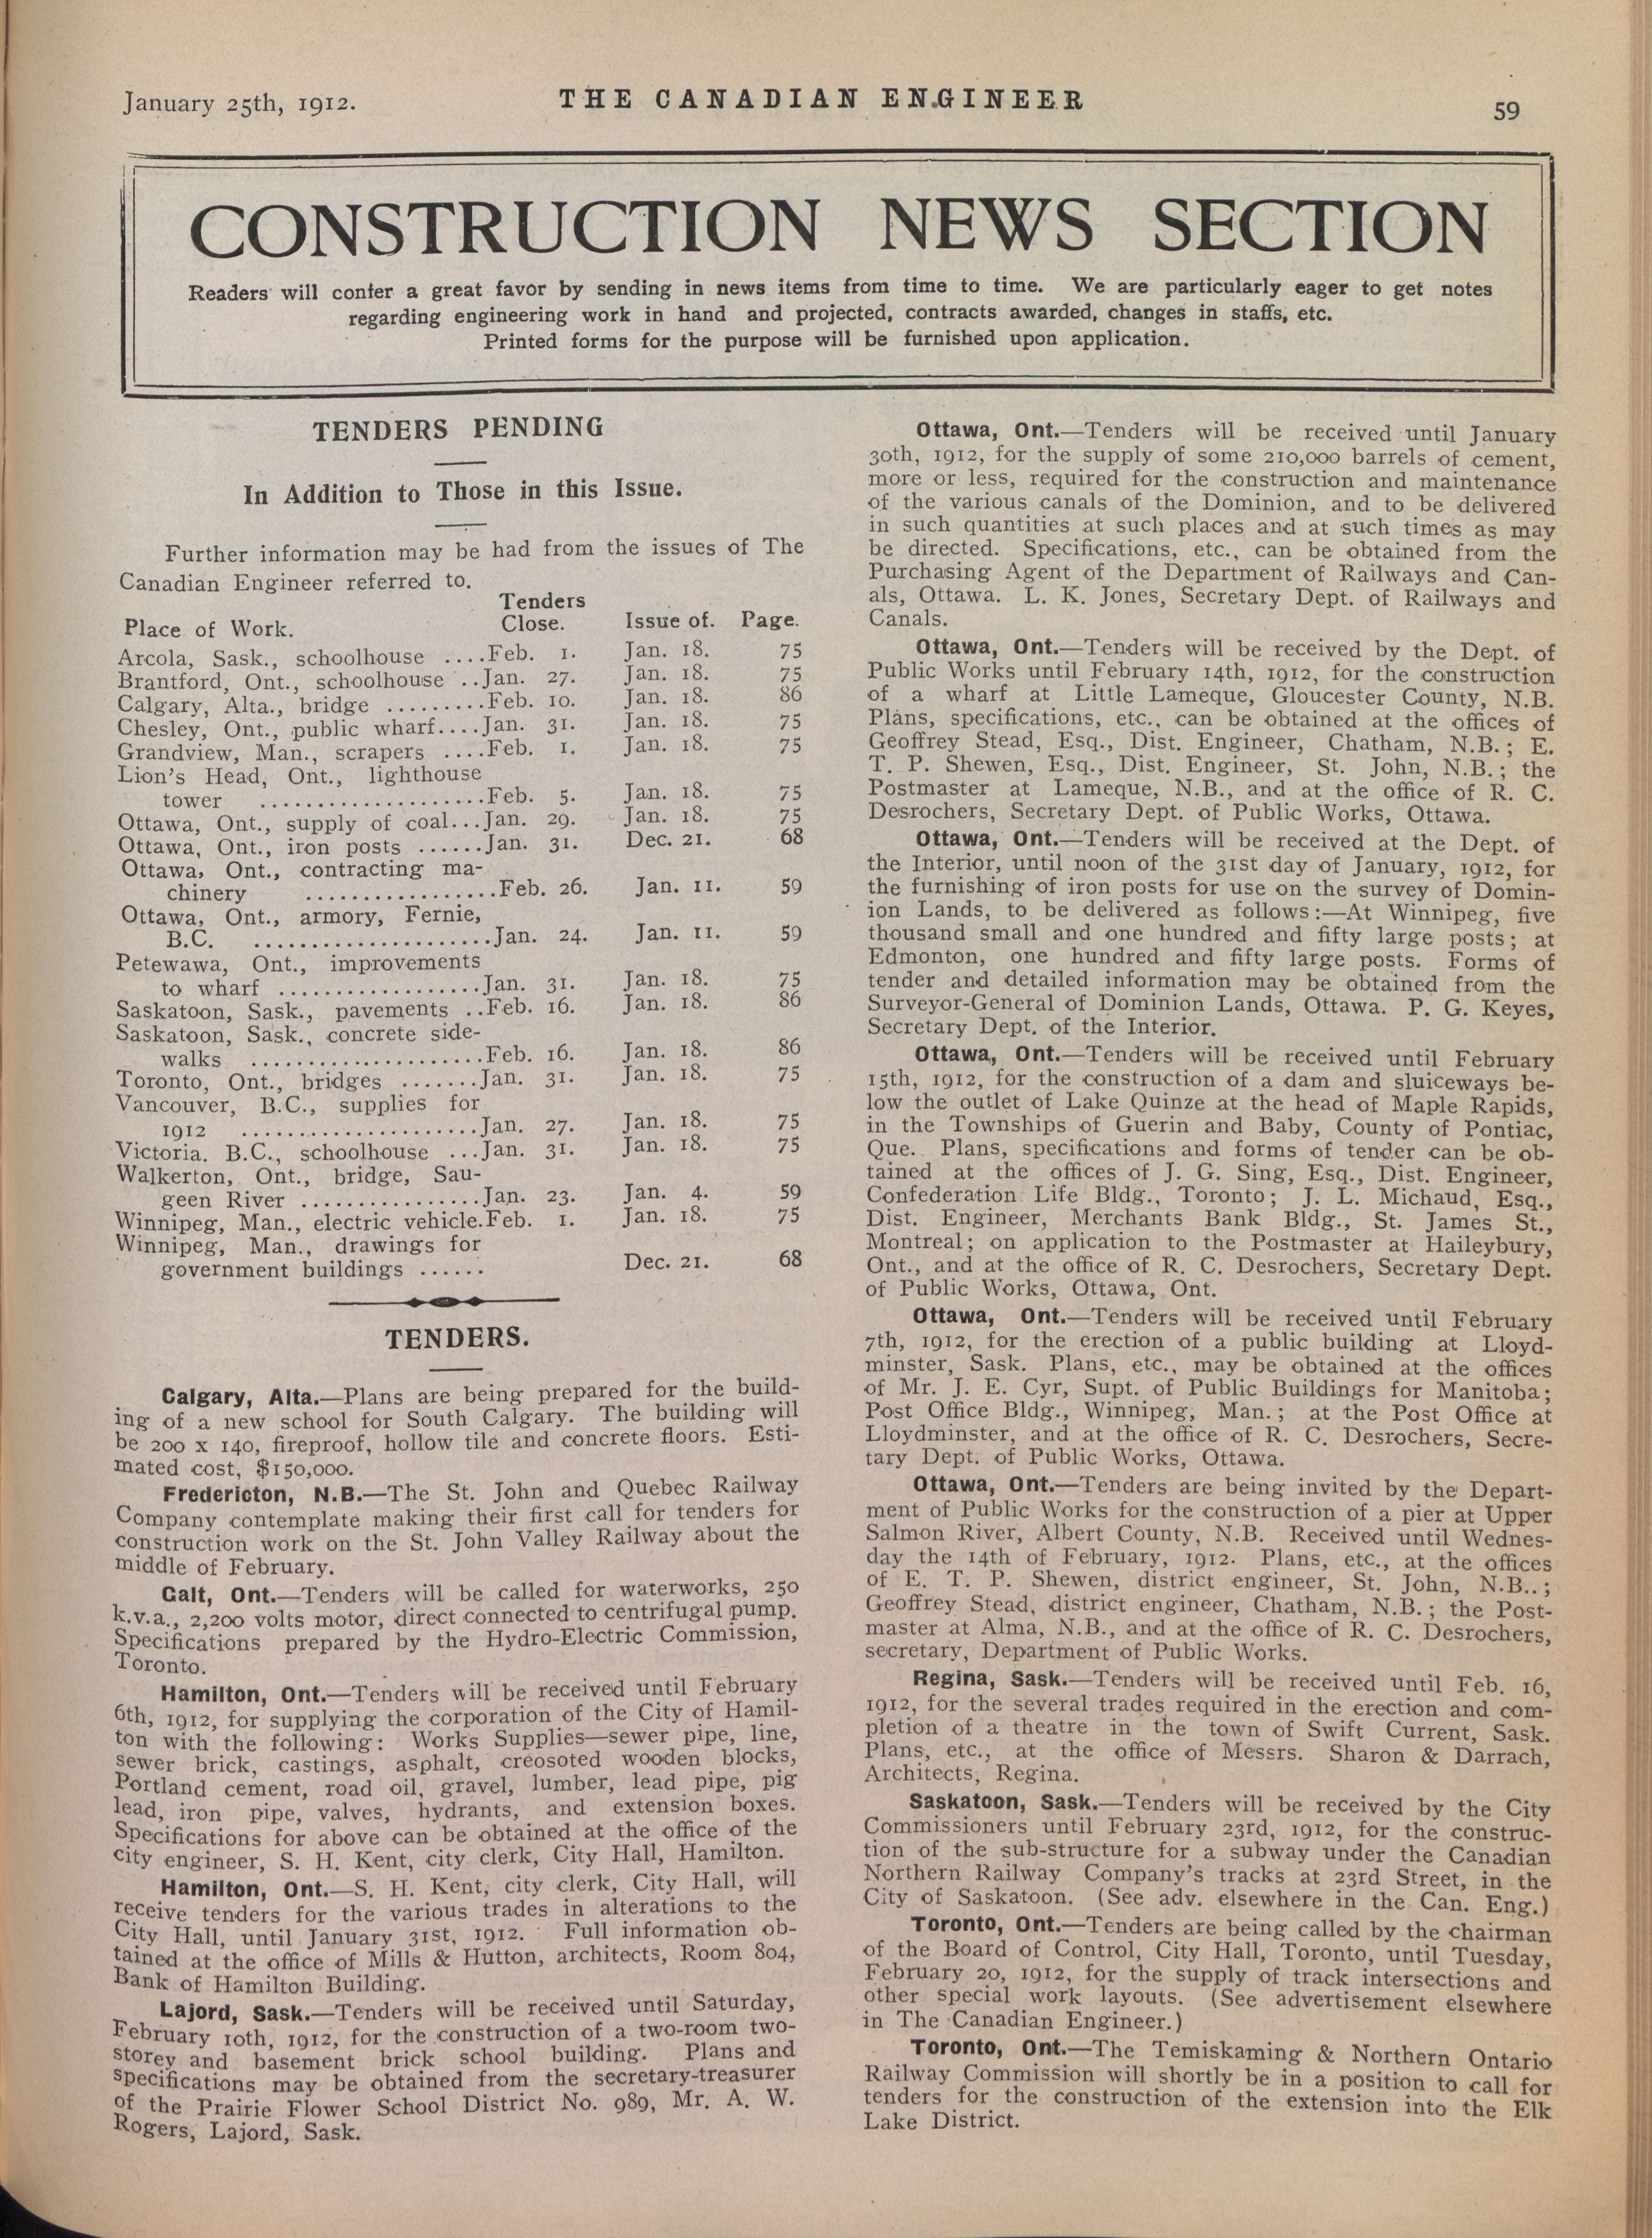 January 25th, 1912.
THE CANADIAN ENGINEER
59
CONSTRUCTION NEWS SECTION
Readers will confer a great favor by sending in news items from time to time. We are particularly eager to get notes
regarding engineering work in hand and projected, contracts awarded, changes in staffs, etc.
Printed forms for the purpose will be furnished upon application.
TENDERS PENDING
In Addition to Those in this Issue.
Further information may be had from the issues of The
Canadian Engineer referred to.
Tenders
Place of Work. Close. Issue of. Page.
Arcola, Sask., schoolhouse ....Feb. 1. Jan. 18. 75
Brantford, Ont., schoolhouse ..Jan. 27. Jan. 18. 75
Calgary, Alta., bridge .........Feb. 10. Jan. 18. 86
Chesley, Ont., public wharf....Jan. 31. Jan. 18. 75
Grandview, Man., scrapers ....Feb. 1. Jan. 18. 75
Lion's Head, Ont., lighthouse
tower ....................Feb. 5. Jan. 18. 75
Ottawa, Ont., supply of coal...Jan. 29. Jan. 18. 75
Ottawa, Ont., iron posts ......Jan. 31. Dec. 21. 68
Ottawa, Ont., contracting ma-
chinery .................Feb. 26. Jan. 11. 59
Ottawa, Ont., armory, Fernie,
B.C. .....................Jan. 24. Jan. 11. 59
Petewawa, Ont., improvements
to wharf ..................Jan. 31. Jan. 18. 75
Saskatoon, Sask., pavements ..Feb. 16. Jan. 18. 86
Saskatoon, Sask., concrete side-
walks ....................Feb. 16. Jan. 18. 86
Toronto, Ont., bridges .......Jan. 31. Jan. 18. 75
Vancouver, B.C., supplies for
1912 .....................Jan. 27. Jan. 18. 75
Victoria. B.C., schoolhouse ...Jan. 31. Jan. 18. 75
Walkerton, Ont., bridge, Sau-
geen River ................Jan. 23. Jan. 4. 59
Winnipeg, Man., electric vehicle.Feb. 1. Jan. 18. 75
Winnipeg, Man., drawings for
government buildings ...... Dec. 21. 68
TENDERS.
Calgary, Alta.—Plans are being prepared for the build-
ing of a new school for South Calgary. The building will
be 200 x 140, fireproof, hollow tile and concrete floors. Esti-
mated cost, $150,000.
Fredericton, N.B.—The St. John and Quebec Railway
Company contemplate making their first call for tenders for
construction work on the St. John Valley Railway about the
middle of February.
Galt, Ont.—Tenders will be called for waterworks, 250
k.v.a., 2,200 volts motor, direct connected to centrifugal pump.
Specifications prepared by the Hydro-Electric Commission,
Toronto.
Hamilton, Ont.—Tenders will be received until February
6th, 1912, for supplying the corporation of the City of Hamil-
ton with the following: Works Supplies—sewer pipe, line,
sewer brick, castings, asphalt, creosoted wooden blocks,
Portland cement, road oil, gravel, lumber, lead pipe, pig
lead, iron pipe, valves, hydrants, and extension boxes.
Specifications for above can be obtained at the office of the
city engineer, S. H. Kent, city clerk, City Hall, Hamilton.
Hamilton, Ont.—S. H. Kent, city clerk, City Hall, will
receive tenders for the various trades in alterations to the
City Hall, until January 31st, 1912. Full information ob-
tained at the office of Mills & Hutton, architects, Room 804,
Bank of Hamilton Building.
Lajord, Sask.—Tenders will be received until Saturday,
February 10th, 1912, for the construction of a two-room two-
storey and basement brick school building. Plans and
specifications may be obtained from the secretary-treasurer
of the Prairie Flower School District No. 989, Mr. A. W.
Rogers, Lajord, Sask.
Ottawa, Ont.—Tenders will be received until January
30th, 1912, for the supply of some 210,000 barrels of cement,
more or less, required for the construction and maintenance
of the various canals of the Dominion, and to be delivered
in such quantities at such places and at such times as may
be directed. Specifications, etc., can be obtained from the
Purchasing Agent of the Department of Railways and Can-
als, Ottawa. L. K. Jones, Secretary Dept. of Railways and
Canals.
Ottawa, Ont.—Tenders will be received by the Dept. of
Public Works until February 14th, 1912, for the construction
of a wharf at Little Lameque, Gloucester County, N.B.
Plans, specifications, etc., can be obtained at the offices of
Geoffrey Stead, Esq., Dist. Engineer, Chatham, N.B.; E.
T. P. Shewen, Esq., Dist. Engineer, St. John, N.B.; the
Postmaster at Lameque, N.B., and at the office of R. C.
Desrochers, Secretary Dept. of Public Works, Ottawa.
Ottawa, Ont.—Tenders will be received at the Dept. of
the Interior, until noon of the 31st day of January, 1912, for
the furnishing of iron posts for use on the survey of Domin-
ion Lands, to be delivered as follows:—At Winnipeg, five
thousand small and one hundred and fifty large posts; at
Edmonton, one hundred and fifty large posts. Forms of
tender and detailed information may be obtained from the
Surveyor-General of Dominion Lands, Ottawa. P. G. Keyes,
Secretary Dept. of the Interior.
Ottawa, Ont.—Tenders will be received until February
15th, 1912, for the construction of a dam and sluiceways be-
low the outlet of Lake Quinze at the head of Maple Rapids,
in the Townships of Guerin and Baby, County of Pontiac,
Que. Plans, specifications and forms of tender can be ob-
tained at the offices of J. G. Sing, Esq., Dist. Engineer,
Confederation Life Bldg., Toronto; J. L. Michaud, Esq.,
Dist. Engineer, Merchants Bank Bldg., St. James St.,
Montreal; on application to the Postmaster at Haileybury,
Ont., and at the office of R. C. Desrochers, Secretary Dept.
of Public Works, Ottawa, Ont.
Ottawa, Ont.—Tenders will be received until February
7th, 1912, for the erection of a public building at Lloyd-
minster, Sask. Plans, etc., may be obtained at the offices
of Mr. J. E. Cyr, Supt. of Public Buildings for Manitoba;
Post Office Bldg., Winnipeg, Man.; at the Post Office at
Lloydminster, and at the office of R. C. Desrochers, Secre-
tary Dept. of Public Works, Ottawa.
Ottawa, Ont.—Tenders are being invited by the Depart-
ment of Public Works for the construction of a pier at Upper
Salmon River, Albert County, N.B. Received until Wednes-
day the 14th of February, 1912. Plans, etc., at the offices
of E. T. P. Shewen, district engineer, St. John, N.B..;
Geoffrey Stead, district engineer, Chatham, N.B.; the Post-
master at Alma, N.B., and at the office of R. C. Desrochers,
secretary, Department of Public Works.
Regina, Sask.—Tenders will be received until Feb. 16,
1912, for the several trades required in the erection and com-
pletion of a theatre in the town of Swift Current, Sask.
Plans, etc., at the office of Messrs. Sharon & Darrach,
Architects, Regina.
Saskatoon, Sask.—Tenders will be received by the City
Commissioners until February 23rd, 1912, for the construc-
tion of the sub-structure for a subway under the Canadian
Northern Railway Company's tracks at 23rd Street, in the
City of Saskatoon. (See adv. elsewhere in the Can. Eng.)
Toronto, Ont.—Tenders are being called by the chairman
of the Board of Control, City Hall, Toronto, until Tuesday,
February 20, 1912, for the supply of track intersections and
other special work layouts. (See advertisement elsewhere
in The Canadian Engineer.)
Toronto, Ont.—The Temiskaming & Northern Ontario
Railway Commission will shortly be in a position to call for
tenders for the construction of the extension into the Elk
Lake District.